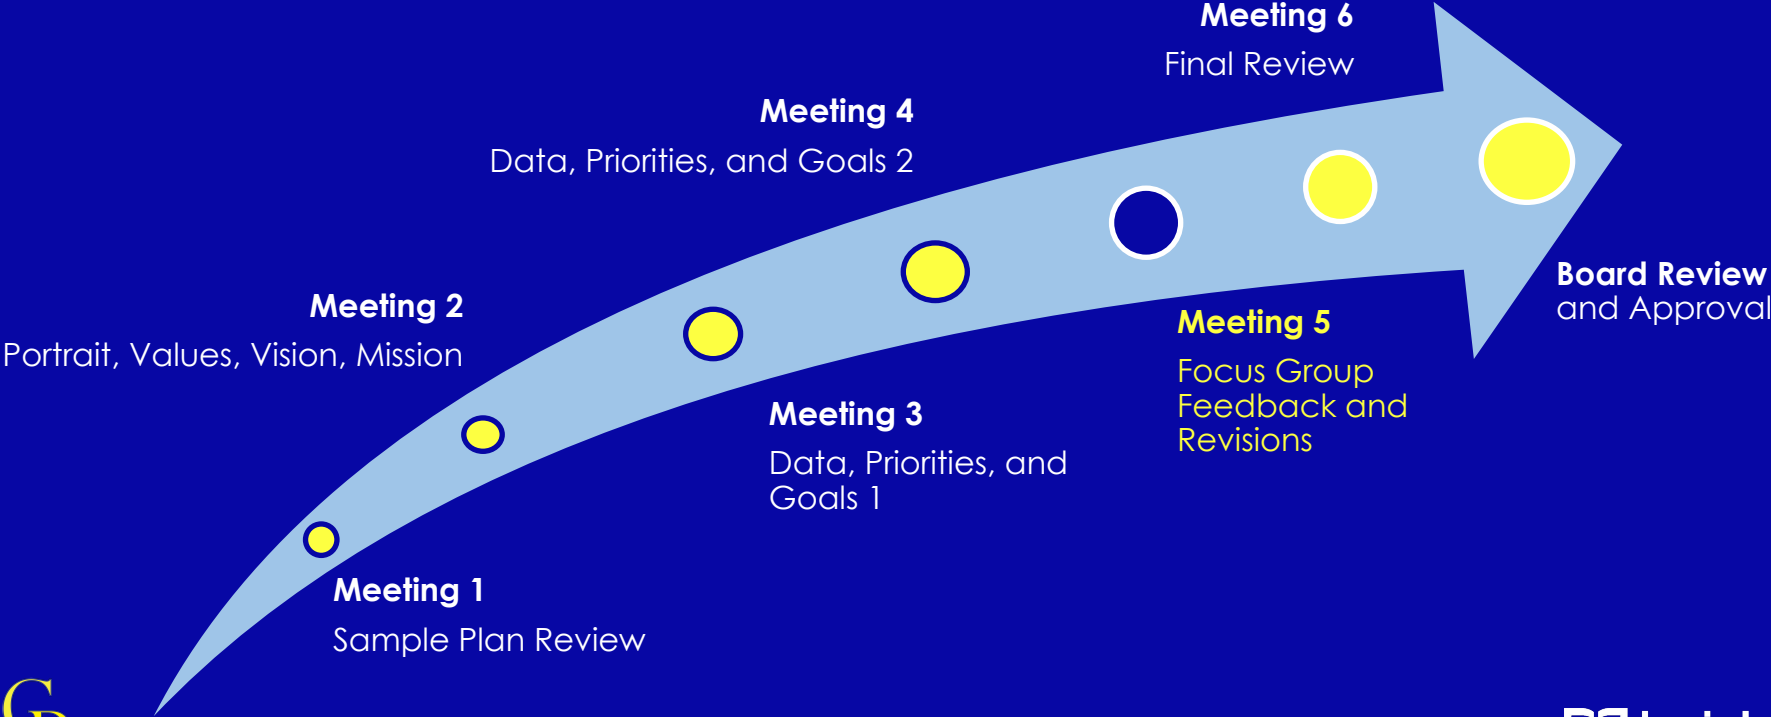 Meeting 6
Final Review
Meeting 4
Data, Priorities, and Goals 2
Meeting 2
Portrait, Values, Vision, Mission
Board Review
and Approval
Meeting 5
Focus Group
Feedback and
Revisions
Meeting 3
Data, Priorities, and
Goals 1
Meeting 1
Sample Plan Review